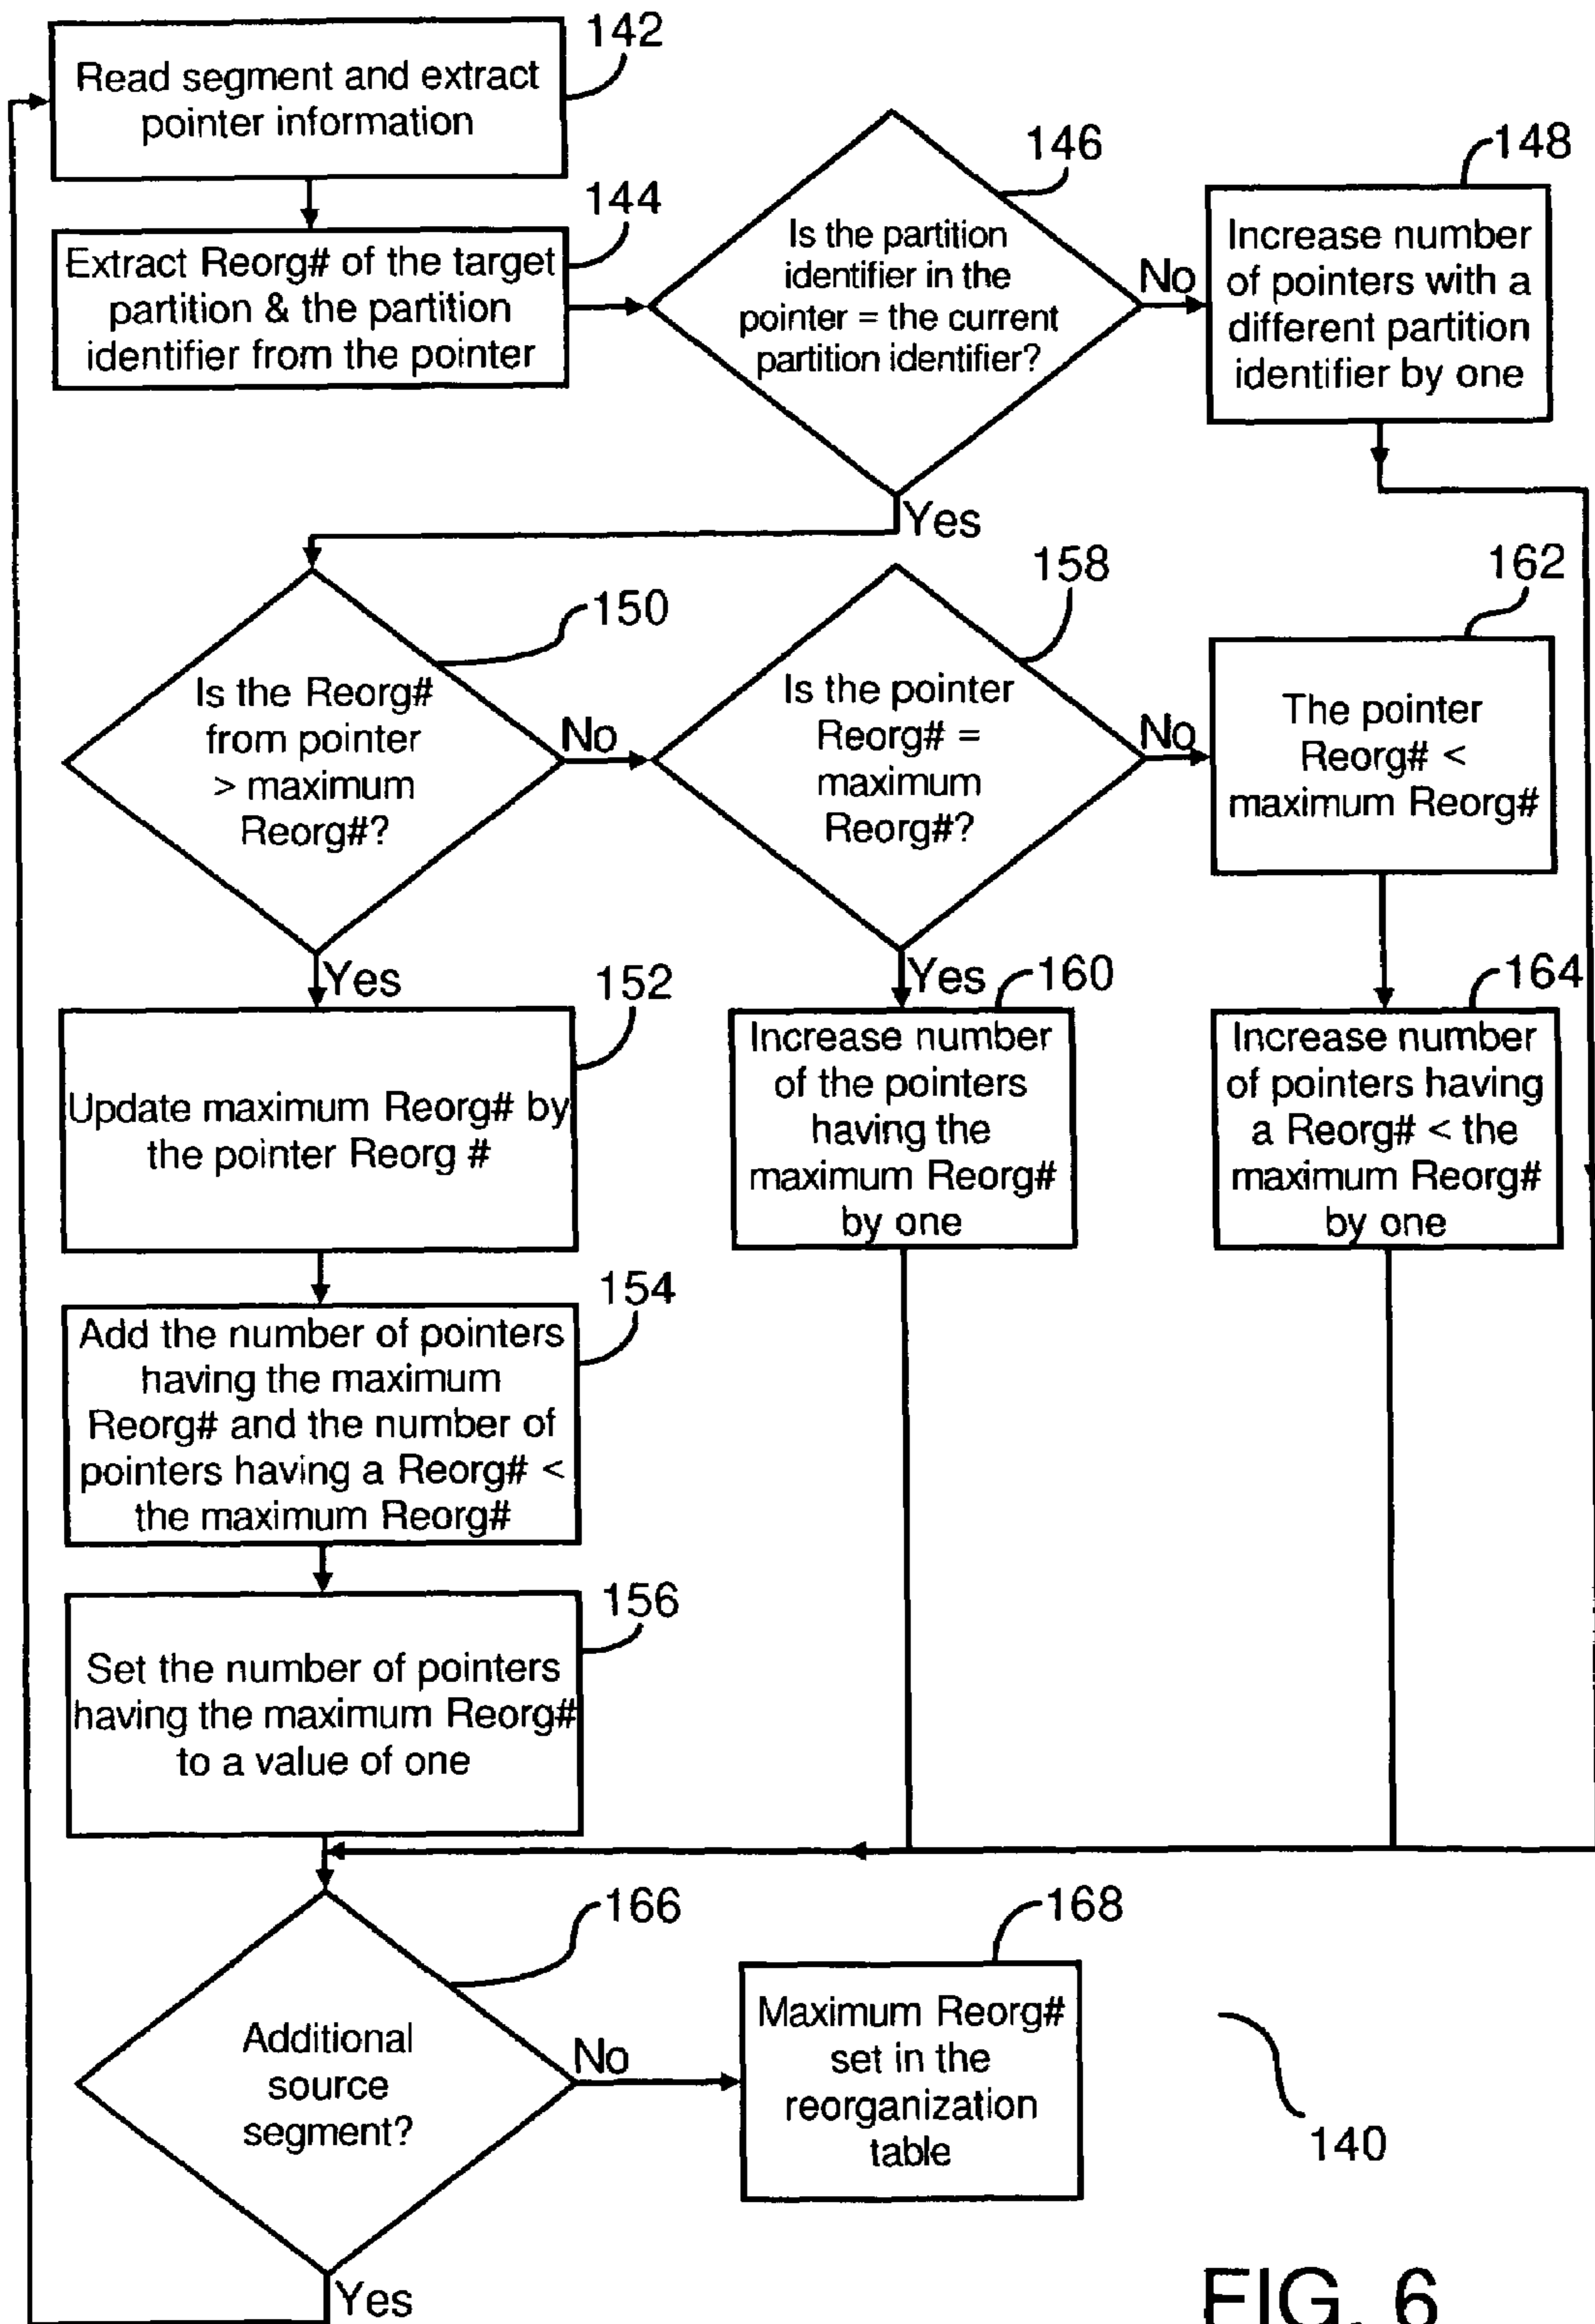 142
Read segment and extract
pointer information
144
Extract Reorg# of the target
partition & the partition
identifier from the pointer
146
Is the partition
identifier in the
pointer = the current
partition identifier?
No
148
Increase number
of pointers with a
different partition
identifier by one
Yes
150
Is the Reorg#
from pointer
> maximum
Reorg#?
No
158
Is the pointer
Reorg# =
maximum
Reorg#?
No
162
The pointer
Reorg# <
maximum Reorg#
Yes
152
Update maximum Reorg# by
the pointer Reorg #
Yes
160
Increase number
of the pointers
having the
maximum Reorg#
by one
164
Increase number
of pointers having
a Reorg# < the
maximum Reorg#
by one
154
Add the number of pointers
having the maximum
Reorg# and the number of
pointers having a Reorg# <
the maximum Reorg#
156
Set the number of pointers
having the maximum Reorg#
to a value of one
166
Additional
source
segment?
No
168
Maximum Reorg#
set in the
reorganization
table
140
Yes
FIG. 6